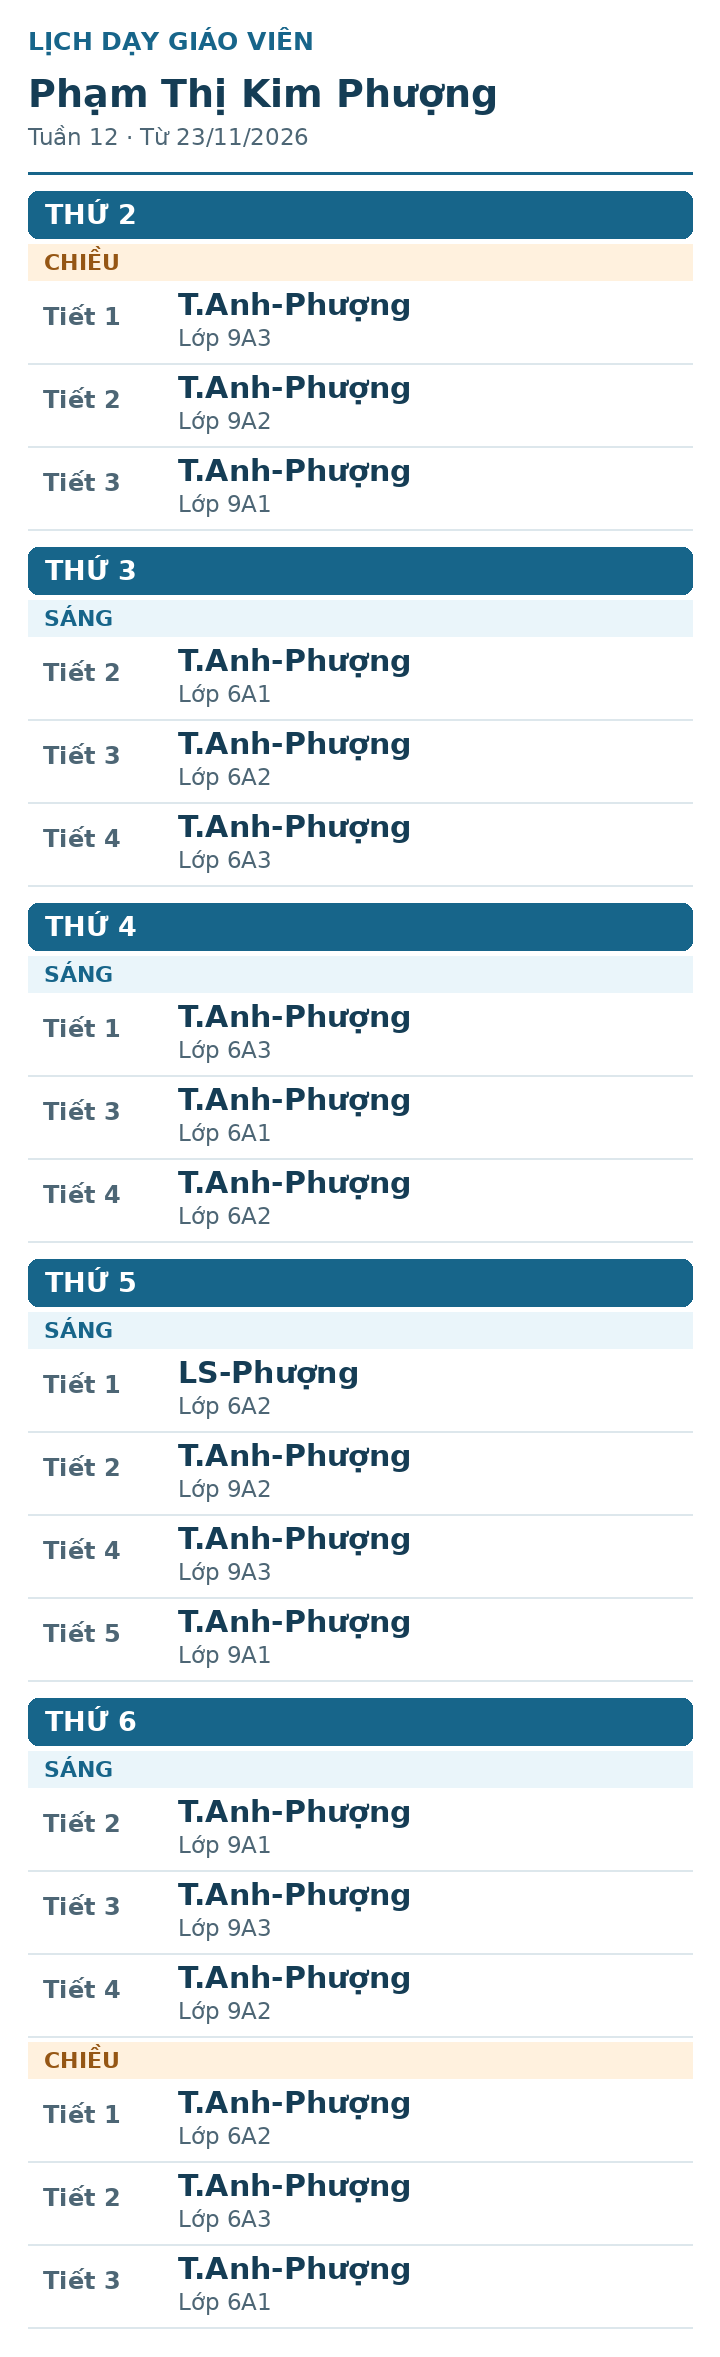 LỊCH DẠY GIÁO VIÊN
Phạm Thị Kim Phượng
Tuần 12 · Từ 23/11/2026
THỨ 2
CHIỀU
Tiết 1 T.Anh-Phượng
Lớp 9A3
Tiết 2 T.Anh-Phượng
Lớp 9A2
Tiết 3 T.Anh-Phượng
Lớp 9A1
THỨ 3
SÁNG
Tiết 2 T.Anh-Phượng
Lớp 6A1
Tiết 3 T.Anh-Phượng
Lớp 6A2
Tiết 4 T.Anh-Phượng
Lớp 6A3
THỨ 4
SÁNG
Tiết 1 T.Anh-Phượng
Lớp 6A3
Tiết 3 T.Anh-Phượng
Lớp 6A1
Tiết 4 T.Anh-Phượng
Lớp 6A2
THỨ 5
SÁNG
Tiết 1 LS-Phượng
Lớp 6A2
Tiết 2 T.Anh-Phượng
Lớp 9A2
Tiết 4 T.Anh-Phượng
Lớp 9A3
Tiết 5 T.Anh-Phượng
Lớp 9A1
THỨ 6
SÁNG
Tiết 2 T.Anh-Phượng
Lớp 9A1
Tiết 3 T.Anh-Phượng
Lớp 9A3
Tiết 4 T.Anh-Phượng
Lớp 9A2
CHIỀU
Tiết 1 T.Anh-Phượng
Lớp 6A2
Tiết 2 T.Anh-Phượng
Lớp 6A3
Tiết 3 T.Anh-Phượng
Lớp 6A1